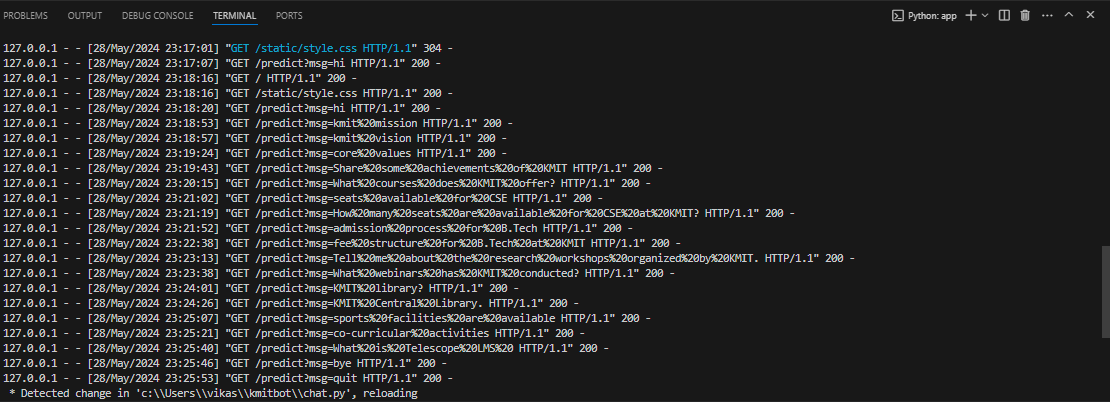 PROBLEMS OUTPUT DEBUG CONSOLE TERMINAL PORTS Python: app
127.0.0.1 - - [28/May/2024 23:17:01] "GET /static/style.css HTTP/1.1" 304 -
127.0.0.1 - - [28/May/2024 23:17:07] "GET /predict?msg=hi HTTP/1.1" 200 -
127.0.0.1 - - [28/May/2024 23:18:16] "GET / HTTP/1.1" 200 -
127.0.0.1 - - [28/May/2024 23:18:16] "GET /static/style.css HTTP/1.1" 200 -
127.0.0.1 - - [28/May/2024 23:18:20] "GET /predict?msg=hi HTTP/1.1" 200 -
127.0.0.1 - - [28/May/2024 23:18:53] "GET /predict?msg=kmit%20mission HTTP/1.1" 200 -
127.0.0.1 - - [28/May/2024 23:18:57] "GET /predict?msg=kmit%20vision HTTP/1.1" 200 -
127.0.0.1 - - [28/May/2024 23:19:24] "GET /predict?msg=core%20values HTTP/1.1" 200 -
127.0.0.1 - - [28/May/2024 23:19:43] "GET /predict?msg=Share%20some%20achievements%20of%20KMIT HTTP/1.1" 200 -
127.0.0.1 - - [28/May/2024 23:20:15] "GET /predict?msg=What%20courses%20does%20KMIT%20offer? HTTP/1.1" 200 -
127.0.0.1 - - [28/May/2024 23:21:02] "GET /predict?msg=seats%20available%20for%20CSE HTTP/1.1" 200 -
127.0.0.1 - - [28/May/2024 23:21:19] "GET /predict?msg=How%20many%20seats%20are%20available%20for%20CSE%20at%20KMIT? HTTP/1.1" 200 -
127.0.0.1 - - [28/May/2024 23:21:52] "GET /predict?msg=admission%20process%20for%20B.Tech HTTP/1.1" 200 -
127.0.0.1 - - [28/May/2024 23:22:38] "GET /predict?msg=fee%20structure%20for%20B.Tech%20at%20KMIT HTTP/1.1" 200 -
127.0.0.1 - - [28/May/2024 23:23:13] "GET /predict?msg=Tell%20me%20about%20the%20research%20workshops%20organized%20by%20KMIT. HTTP/1.1" 200 -
127.0.0.1 - - [28/May/2024 23:23:38] "GET /predict?msg=What%20webinars%20has%20KMIT%20conducted? HTTP/1.1" 200 -
127.0.0.1 - - [28/May/2024 23:24:01] "GET /predict?msg=KMIT%20library? HTTP/1.1" 200 -
127.0.0.1 - - [28/May/2024 23:24:26] "GET /predict?msg=KMIT%20Central%20Library. HTTP/1.1" 200 -
127.0.0.1 - - [28/May/2024 23:25:07] "GET /predict?msg=sports%20facilities%20are%20available HTTP/1.1" 200 -
127.0.0.1 - - [28/May/2024 23:25:21] "GET /predict?msg=co-curricular%20activities HTTP/1.1" 200 -
127.0.0.1 - - [28/May/2024 23:25:40] "GET /predict?msg=What%20is%20Telescope%20LMS%20 HTTP/1.1" 200 -
127.0.0.1 - - [28/May/2024 23:25:46] "GET /predict?msg=bye HTTP/1.1" 200 -
127.0.0.1 - - [28/May/2024 23:25:53] "GET /predict?msg=quit HTTP/1.1" 200 -
 * Detected change in 'c:\\Users\\vikas\\kmitbot\\chat.py', reloading